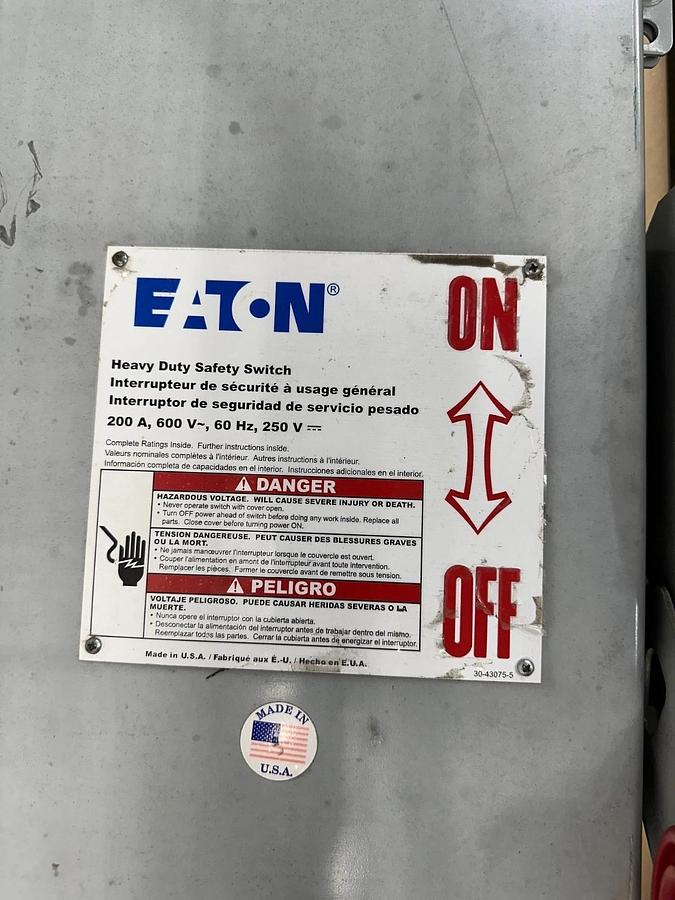 EATON®
ON
Heavy Duty Safety Switch
Interrupteur de sécurité à usage général
Interruptor de seguridad de servicio pesado
200 A, 600 V~, 60 Hz, 250 V ⎓
Complete Ratings Inside. Further instructions inside.
Valeurs nominales complètes à l'intérieur. Autres instructions à l'intérieur.
Información completa de capacidades en el interior. Instrucciones adicionales en el interior.
DANGER
HAZARDOUS VOLTAGE. WILL CAUSE SEVERE INJURY OR DEATH.
• Never operate switch with cover open.
• Turn OFF power ahead of switch before doing any work inside. Replace all
parts. Close cover before turning power ON.
TENSION DANGEREUSE. PEUT CAUSER DES BLESSURES GRAVES
OU LA MORT.
• Ne jamais manœuvrer l'interrupteur lorsque le couvercle est ouvert.
• Couper l'alimentation en amont de l'interrupteur avant toute intervention.
Remplacer les pièces. Fermer le couvercle avant de remettre sous tension.
PELIGRO
VOLTAJE PELIGROSO. PUEDE CAUSAR HERIDAS SEVERAS O LA
MUERTE.
• Nunca opere el interruptor con la cubierta abierta.
• Desconectar la alimentación del interruptor antes de trabajar dentro del mismo.
Reemplazar todas las partes. Cerrar la cubierta antes de energizar el interruptor.
OFF
Made in U.S.A. / Fabriqué aux É.-U. / Hecho en E.U.A.
30-43075-5
MADE IN
U.S.A.